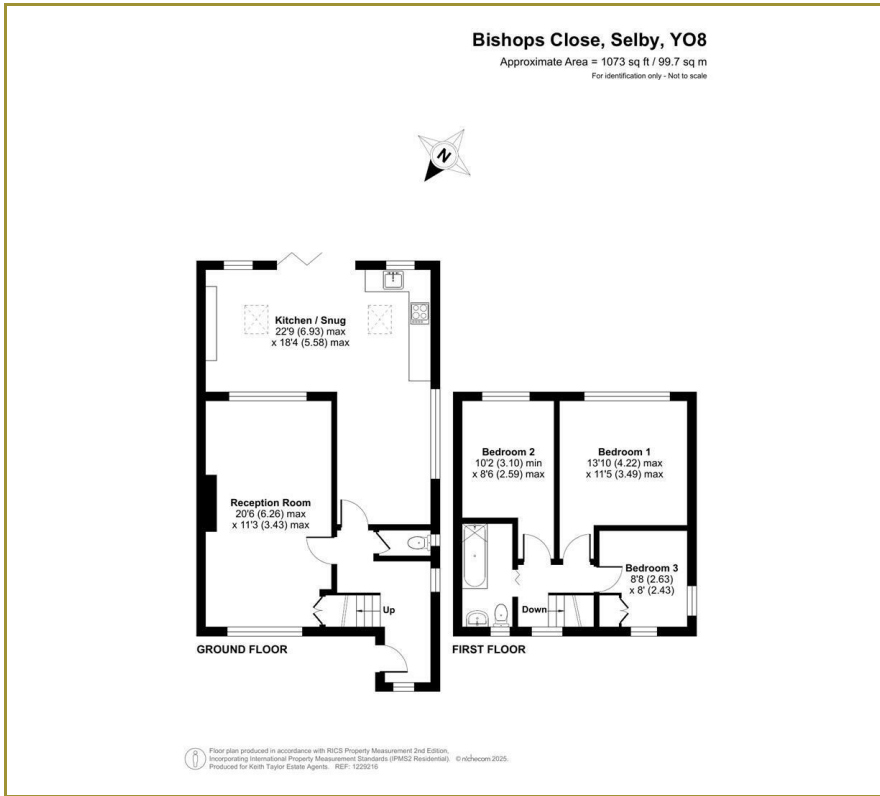 Bishops Close, Selby, YO8
Approximate Area = 1073 sq ft / 99.7 sq m
For identification only - Not to scale
N
Kitchen / Snug
22'9 (6.93) max
x 18'4 (5.58) max
Reception Room
20'6 (6.26) max
x 11'3 (3.43) max
Up
GROUND FLOOR
Bedroom 2
10'2 (3.10) min
x 8'6 (2.59) max
Bedroom 1
13'10 (4.22) max
x 11'5 (3.49) max
Bedroom 3
8'8 (2.63)
x 8' (2.43)
Down
FIRST FLOOR
Floor plan produced in accordance with RICS Property Measurement 2nd Edition,
Incorporating International Property Measurement Standards (IPMS2 Residential). © nichecom 2025.
Produced for Keith Taylor Estate Agents. REF: 1229216